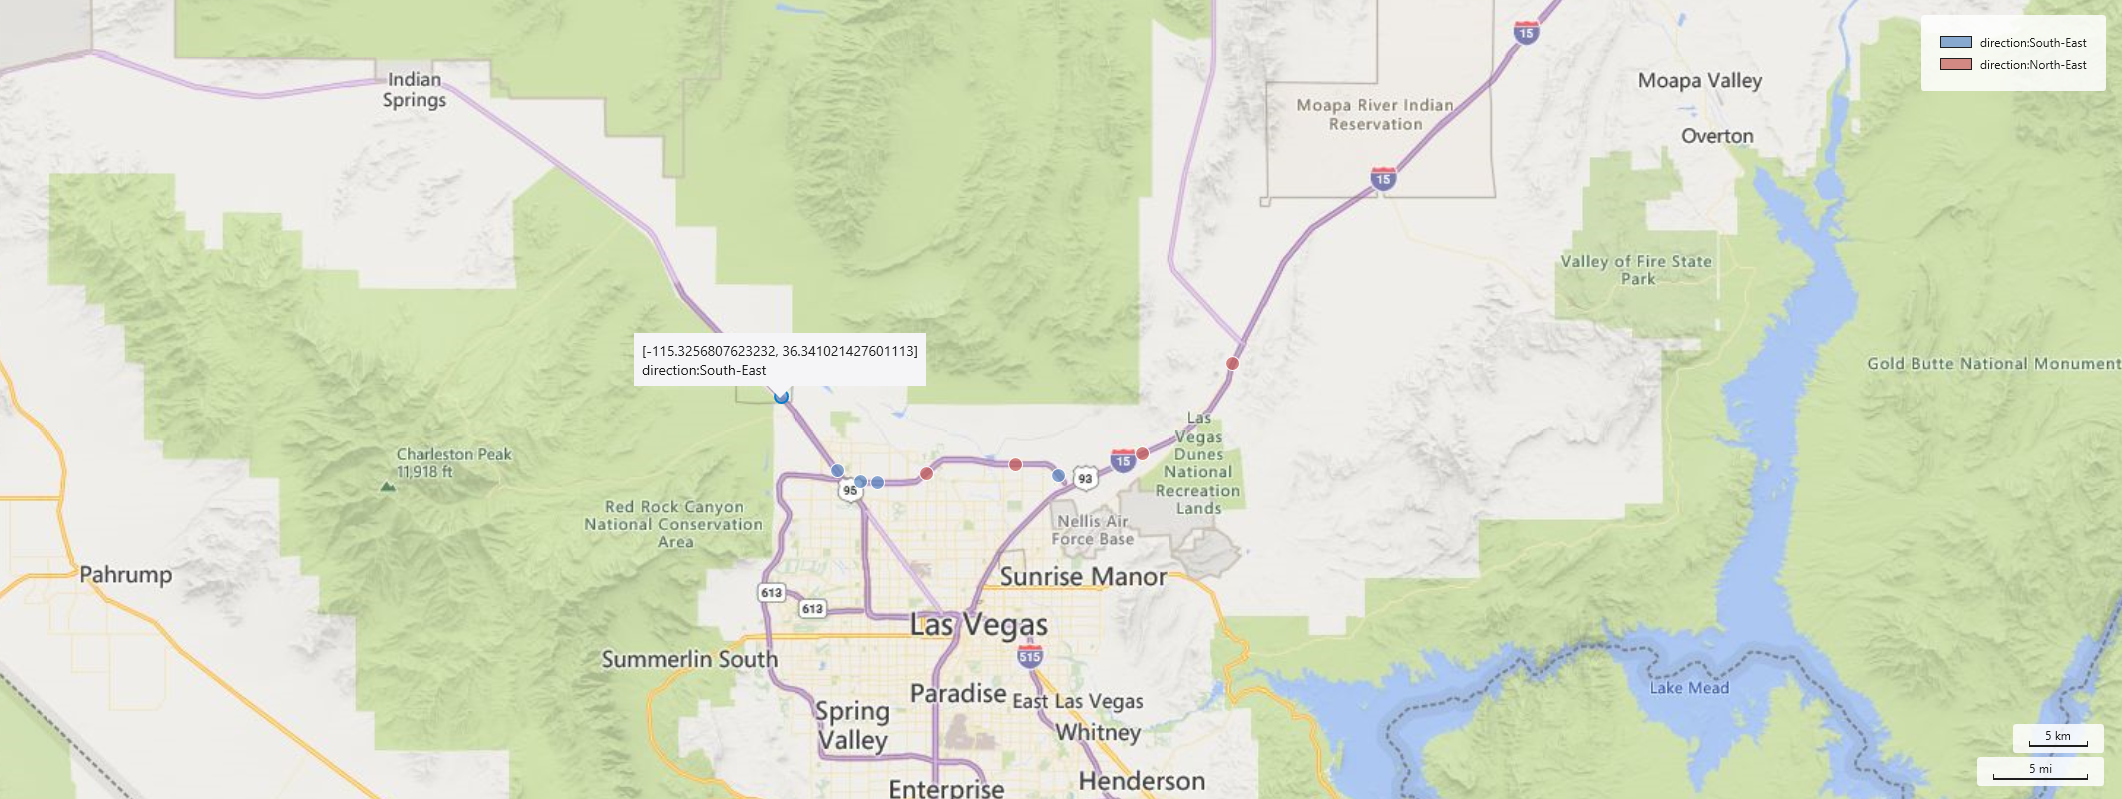 15
direction:South-East
direction:North-East
Indian
Springs
Moapa Valley
Moapa River Indian
Reservation
Overton
15
Valley of Fire State
Park
[-115.3256807623232, 36.341021427601113]
direction:South-East
Gold Butte National Monument
Las
Vegas
Dunes
National
Recreation
Lands
Charleston Peak
11,918 ft
15
93
95
Red Rock Canyon
National Conservation
Area
Nellis Air
Force Base
Pahrump
Sunrise Manor
613
613
Las Vegas
Summerlin South
515
Lake Mead
Paradise
East Las Vegas
Spring
Valley
Whitney
5 km
5 mi
Henderson
Enterprise